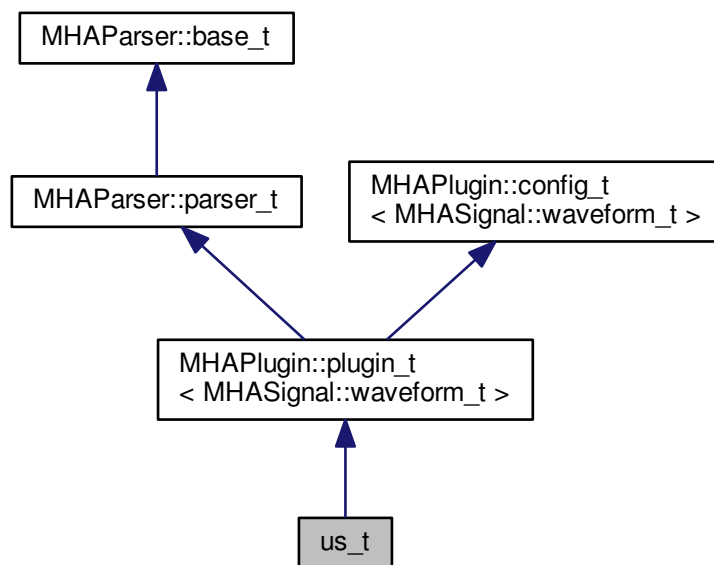 MHAParser::base_t
MHAParser::parser_t
MHAPlugin::config_t
< MHASignal::waveform_t >
MHAPlugin::plugin_t
< MHASignal::waveform_t >
us_t